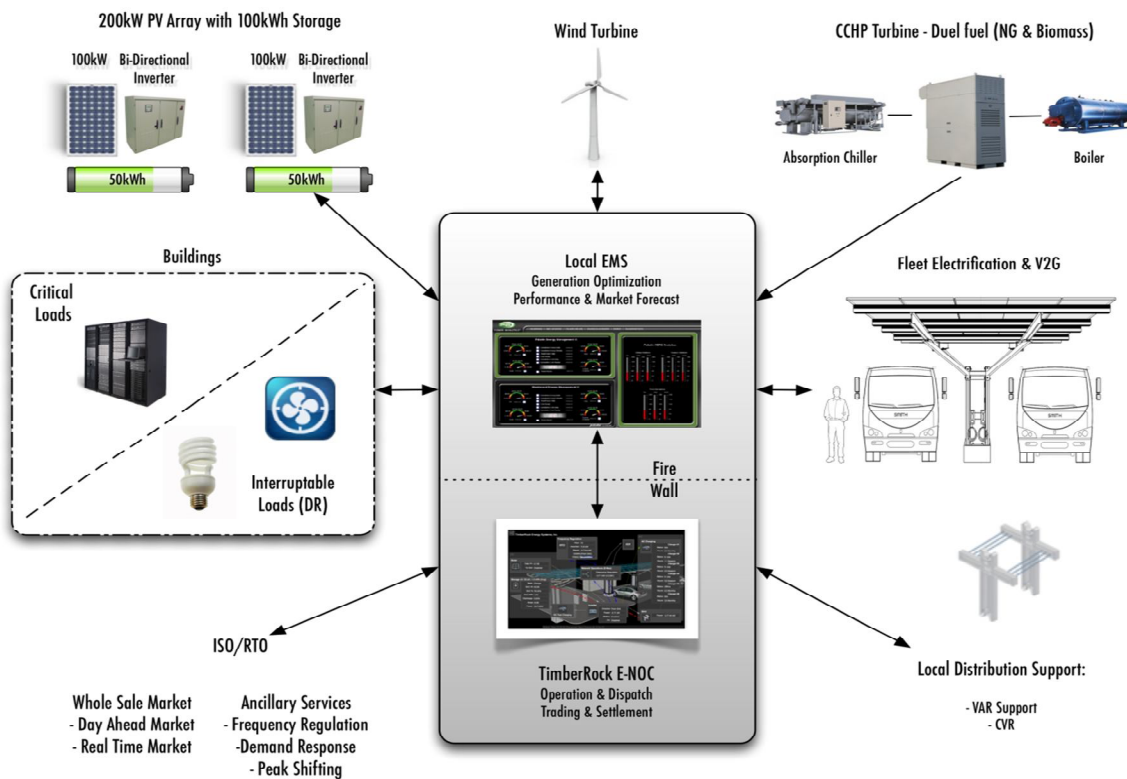 200kW PV Array with 100kWh Storage
100kW
Bi-Directional
Inverter
100kW
Bi-Directional
Inverter
50kWh
50kWh
Wind Turbine
CCHP Turbine - Duel fuel (NG & Biomass)
Absorption Chiller
Boiler
Buildings
Critical
Loads
Interruptable
Loads (DR)
Local EMS
Generation Optimization
Performance & Market Forecast
Fire
Wall
TimberRock E-NOC
Operation & Dispatch
Trading & Settlement
Fleet Electrification & V2G
SMITH
SMITH
ISO/RTO
Whole Sale Market
- Day Ahead Market
- Real Time Market
Ancillary Services
- Frequency Regulation
-Demand Response
- Peak Shifting
Local Distribution Support:
- VAR Support
- CVR